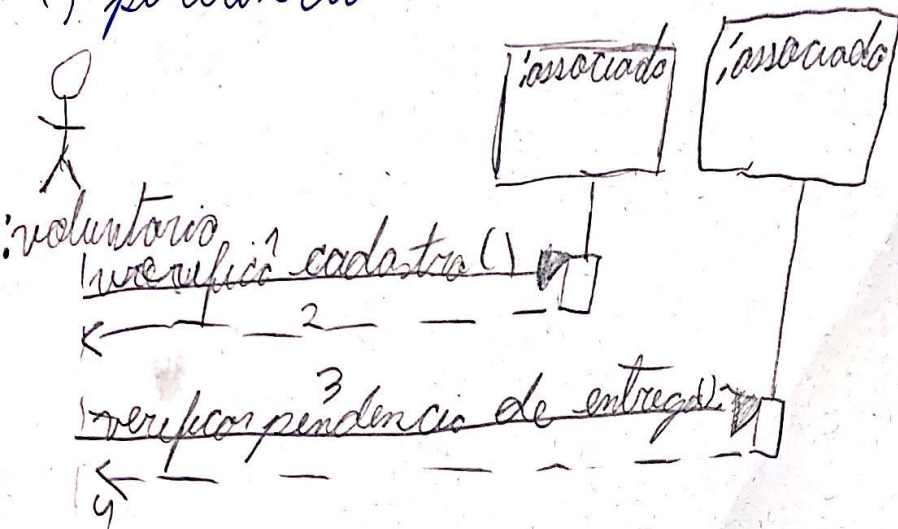 :associado :associado
:voluntario
1
verificar cadastro()
2
3
verificar pendencia de entrega()
4